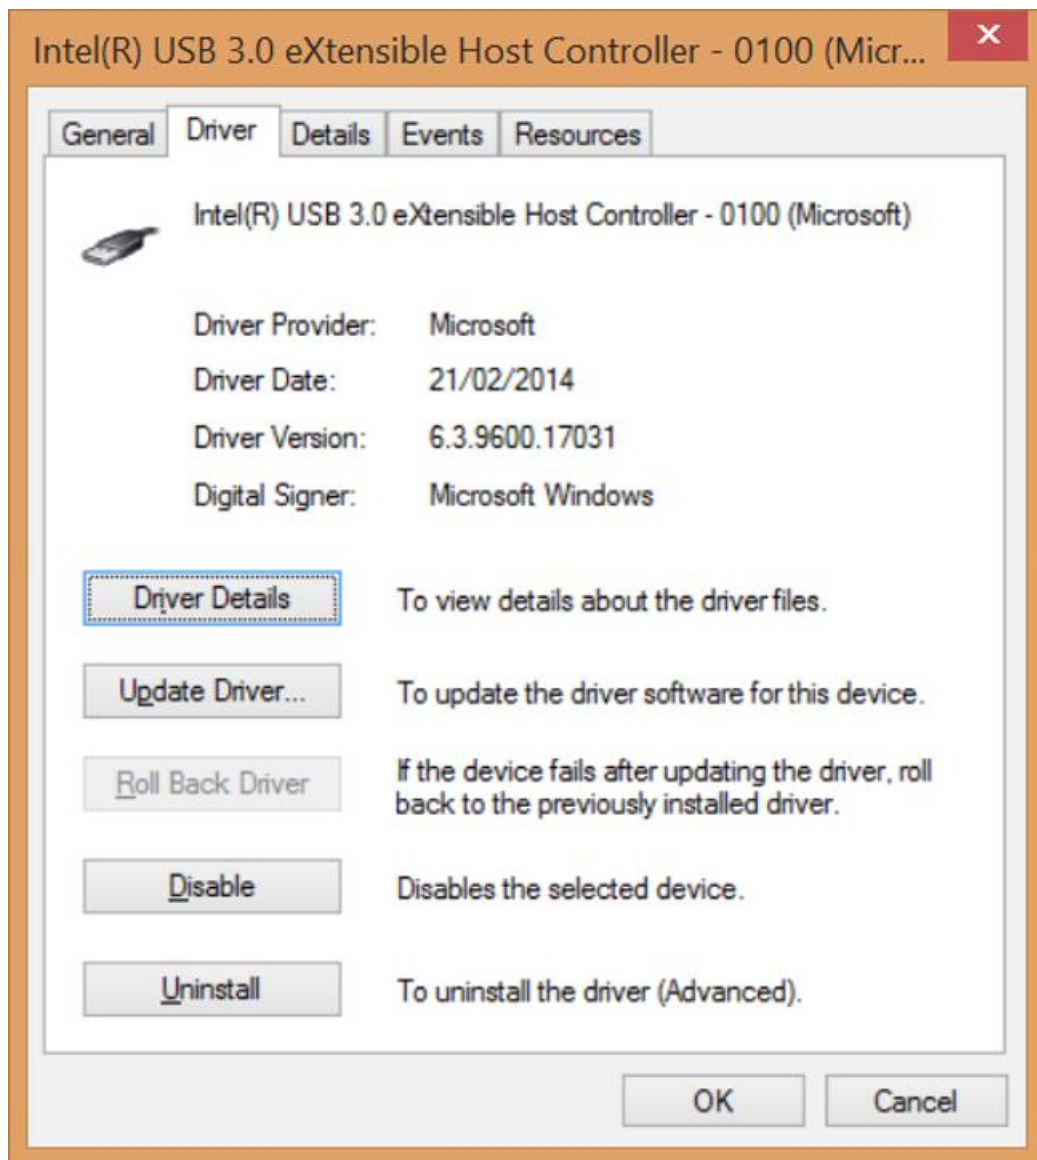 Intel(R) USB 3.0 eXtensible Host Controller - 0100 (Micr...
General Driver Details Events Resources
Intel(R) USB 3.0 eXtensible Host Controller - 0100 (Microsoft)
Driver Provider: Microsoft
Driver Date: 21/02/2014
Driver Version: 6.3.9600.17031
Digital Signer: Microsoft Windows
Driver Details To view details about the driver files.
Update Driver... To update the driver software for this device.
Roll Back Driver If the device fails after updating the driver, roll
back to the previously installed driver.
Disable Disables the selected device.
Uninstall To uninstall the driver (Advanced).
OK Cancel